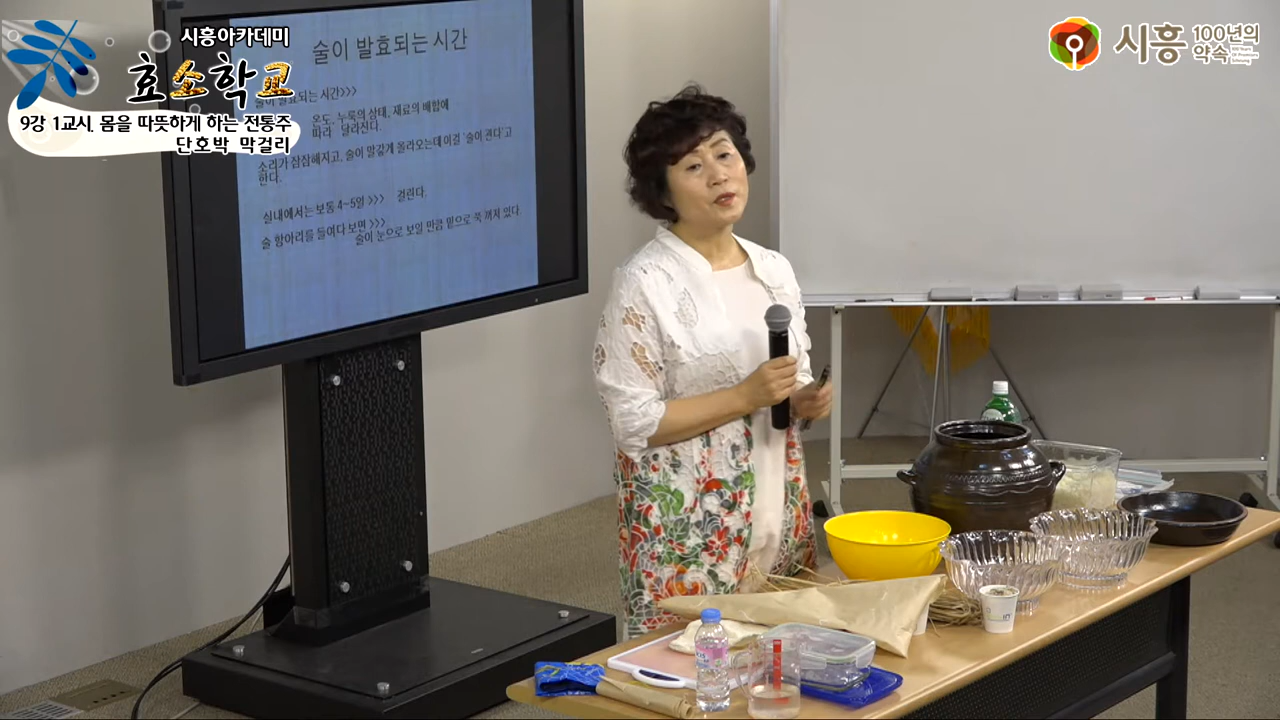 시흥아카데미
효소학교
9강 1교시. 몸을 따뜻하게 하는 전통주
단호박 막걸리
시흥 100년의
약속
술이 발효되는 시간
술이 발효되는 시간>>>
온도, 누룩의 상태, 재료의 배합에
따라 달라진다.
소리가 잠잠해지고, 술이 말갛게 올라오는데 이걸 '술이 괸다'고
한다.
실내에서는 보통 4~5일 >>> 걸린다.
술 항아리를 들여다 보면 >>>
술이 눈으로 보일 만큼 밑으로 푹 꺼져 있다.